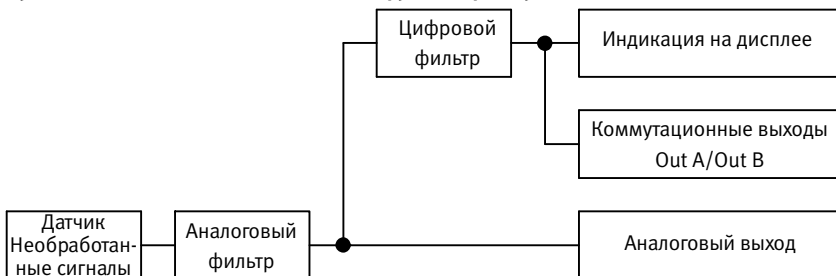 Цифровой
фильтр
Индикация на дисплее
Коммутационные выходы
Out A/Out B
Датчик
Необработан-
ные сигналы
Аналоговый
фильтр
Аналоговый выход